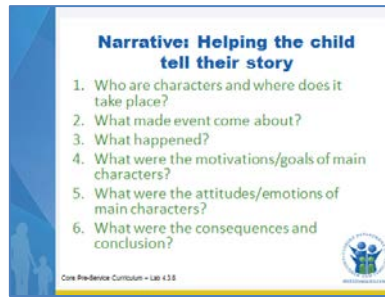 Narrative: Helping the child
tell their story
1. Who are characters and where does it
take place?
2. What made event come about?
3. What happened?
4. What were the motivations/goals of main
characters?
5. What were the attitudes/emotions of
main characters?
6. What were the consequences and
conclusion?
Core Pre-Service Curriculum – Lab 4.3.6